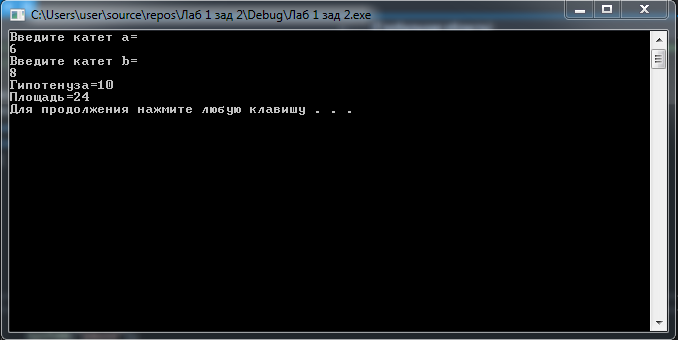 C:\Users\user\source\repos\Лаб 1 зад 2\Debug\Лаб 1 зад 2.exe
Введите катет a=
6
Введите катет b=
8
Гипотенуза=10
Площадь=24
Для продолжения нажмите любую клавишу . . .